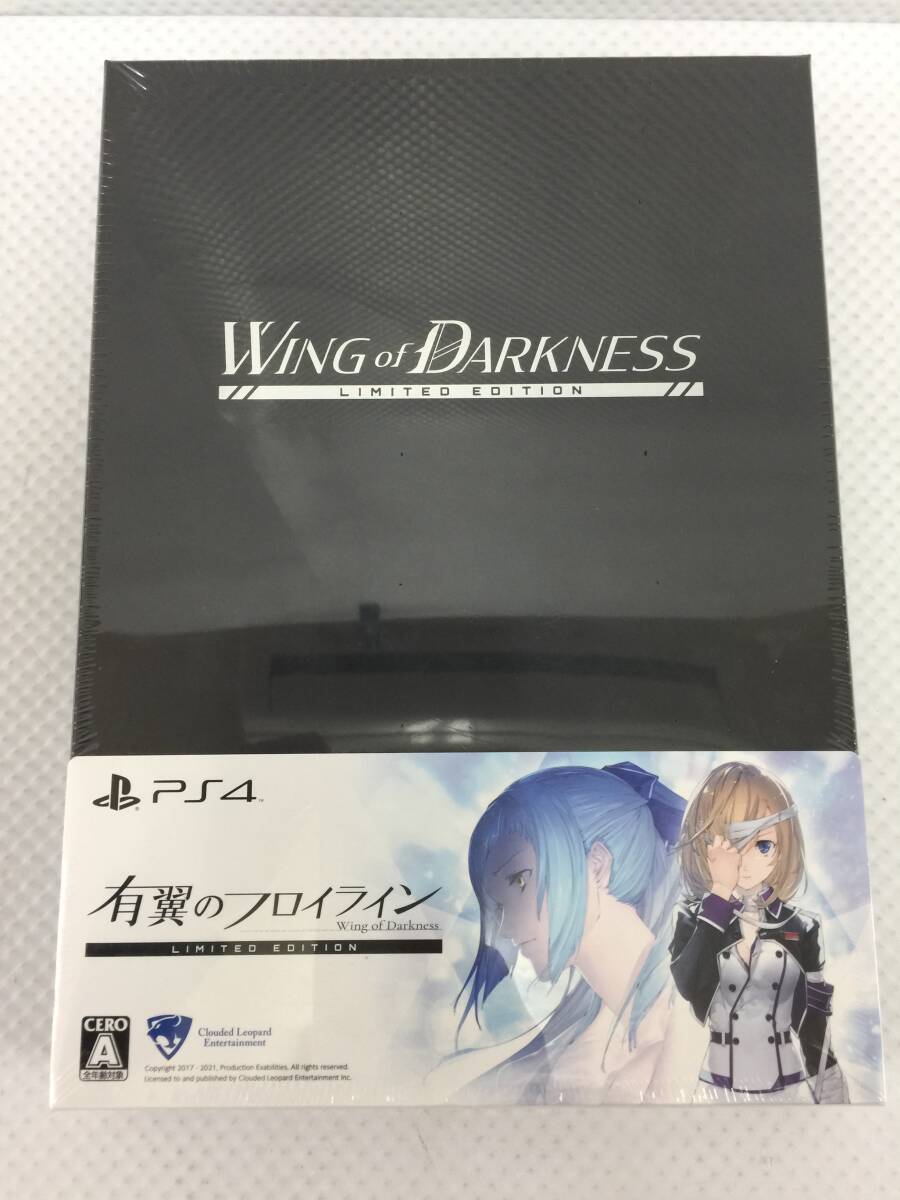 WING of DARKNESS
LIMITED EDITION
PS4™
有翼のフロイライン
Wing of Darkness
LIMITED EDITION
CERO
A
全年齢対象
Clouded Leopard
Entertainment
Copyright 2017 - 2021, Production Exabilities. All rights reserved.
Licensed to and published by Clouded Leopard Entertainment Inc.